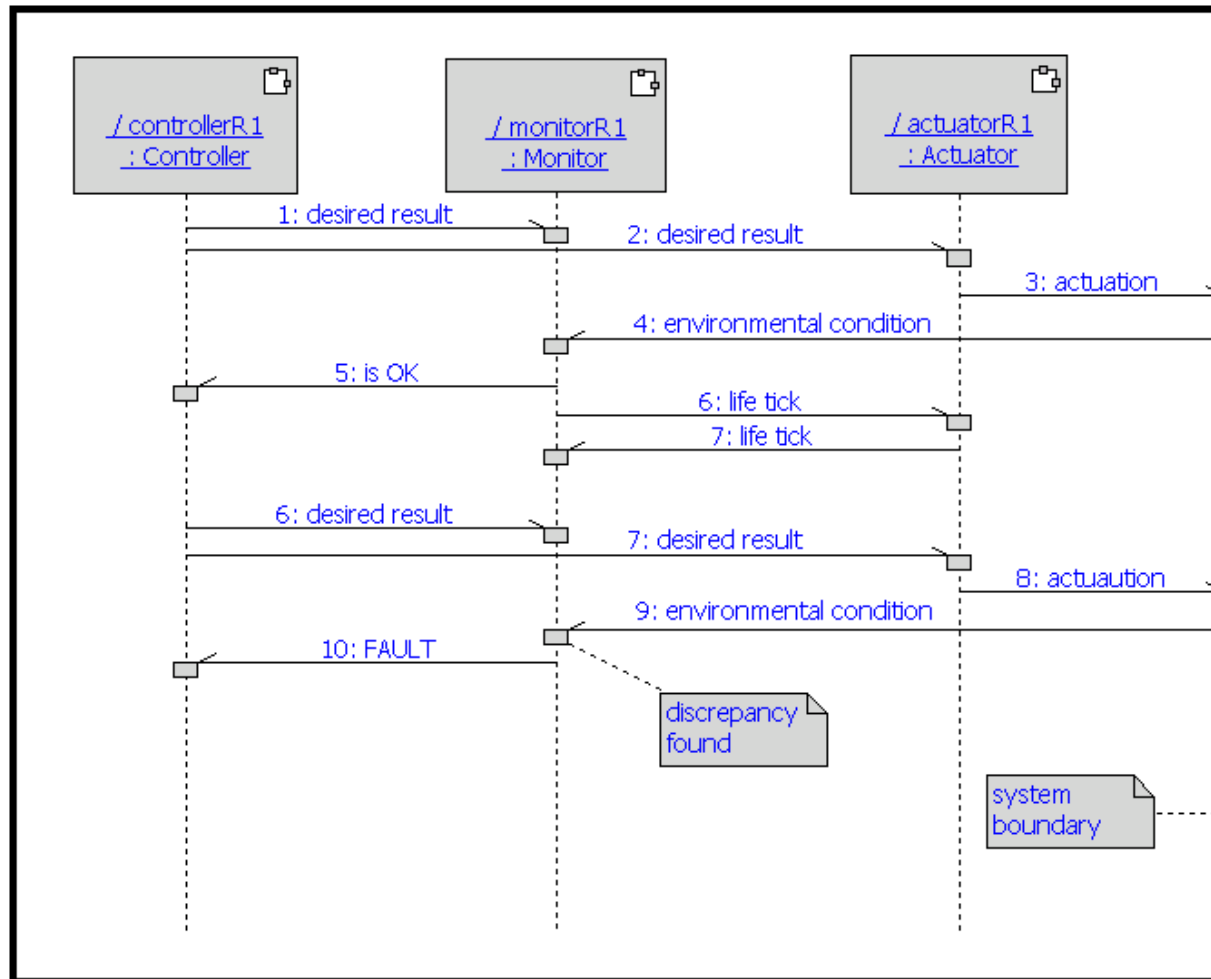 / controllerR1
: Controller
/ monitorR1
: Monitor
/ actuatorR1
: Actuator
1: desired result
2: desired result
3: actuation
4: environmental condition
5: is OK
6: life tick
7: life tick
6: desired result
7: desired result
8: actuaution
9: environmental condition
10: FAULT
discrepancy
found
system
boundary